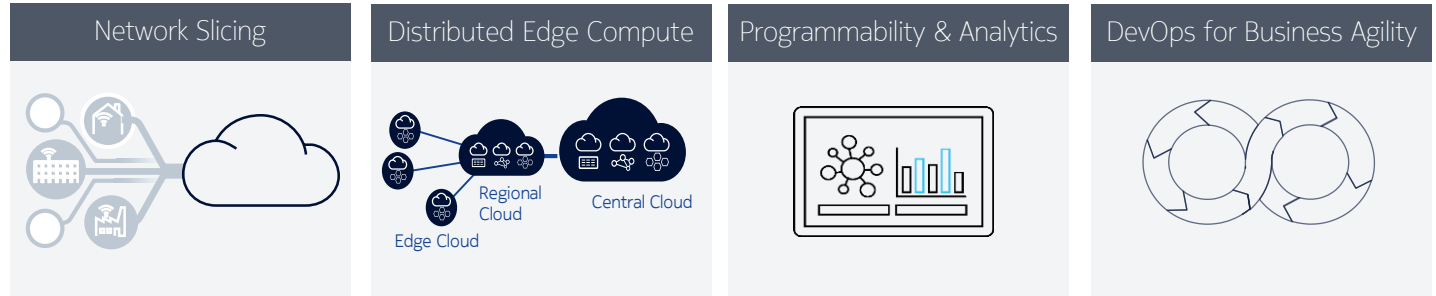 Network Slicing
Distributed Edge Compute
Programmability & Analytics
DevOps for Business Agility
Regional
Cloud
Central Cloud
Edge Cloud